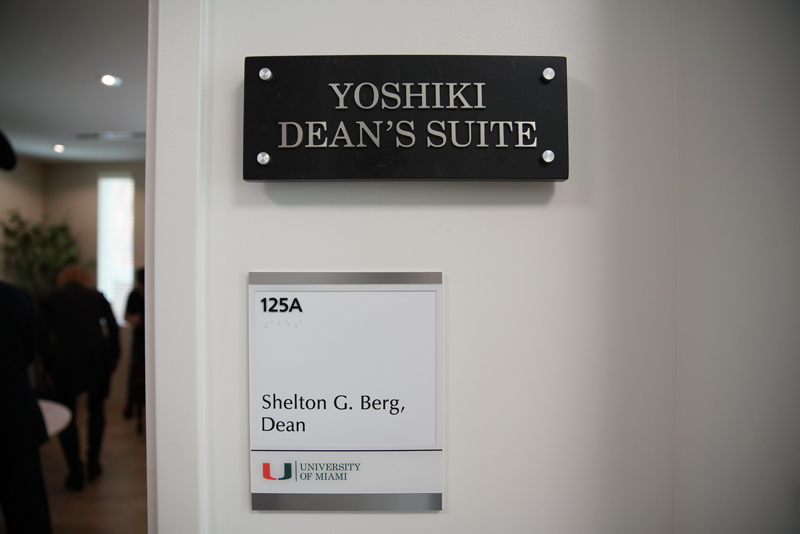 YOSHIKI
DEAN'S SUITE
125A
Shelton G. Berg,
Dean
UNIVERSITY
OF MIAMI